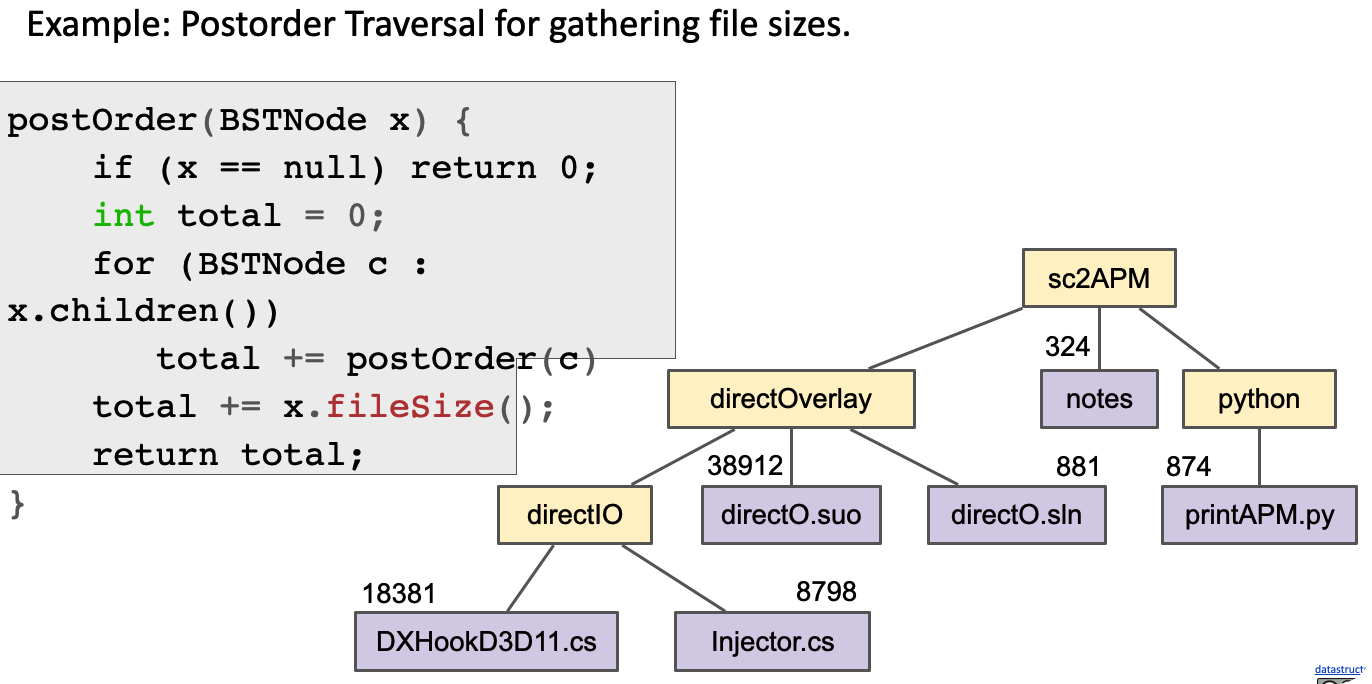 Example: Postorder Traversal for gathering file sizes.
postOrder(BSTNode x) {
if (x == null) return 0;
int total = 0;
for (BSTNode c :
x.children())
total += postOrder(c)
total += x.fileSize();
return total;
}
sc2APM
324
directOverlay
notes
python
38912
881
874
directIO
directO.suo
directO.sln
printAPM.py
18381
8798
DXHookD3D11.cs
Injector.cs